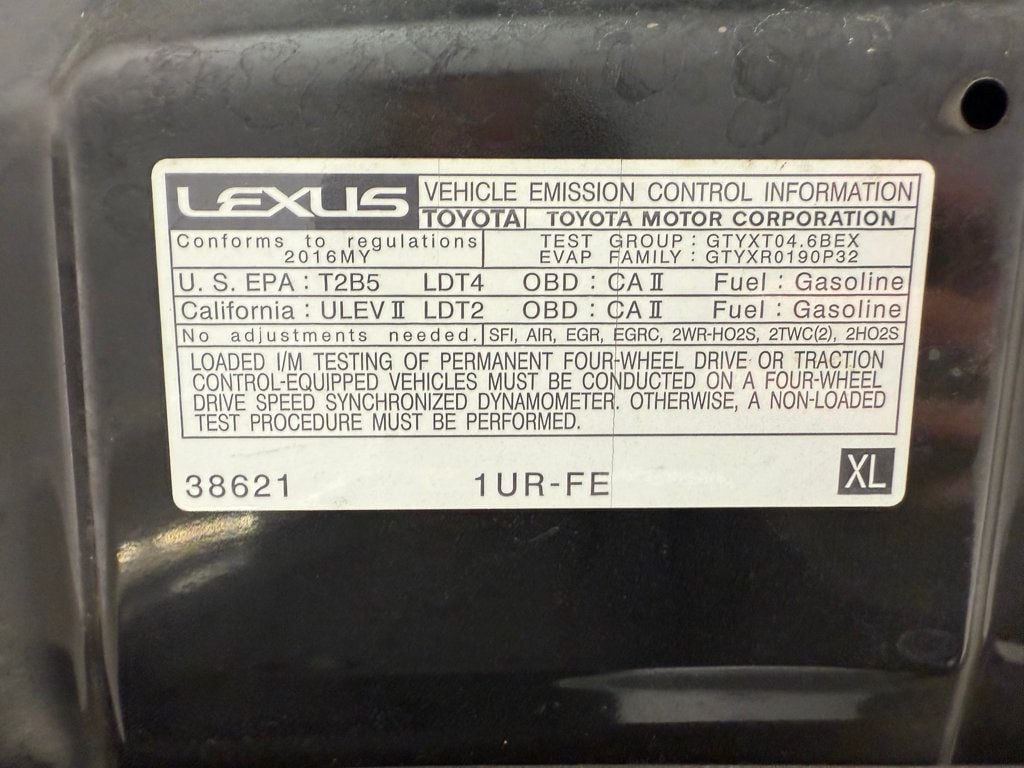 LEXUS VEHICLE EMISSION CONTROL INFORMATION
TOYOTA TOYOTA MOTOR CORPORATION
Conforms to regulations
2016MY
TEST GROUP : GTYXT04.6BEX
EVAP FAMILY : GTYXR0190P32
U. S. EPA : T2B5 LDT4 OBD : CA II Fuel : Gasoline
California : ULEV II LDT2 OBD : CA II Fuel : Gasoline
No adjustments needed. SFI, AIR, EGR, EGRC, 2WR-HO2S, 2TWC(2), 2HO2S
LOADED I/M TESTING OF PERMANENT FOUR-WHEEL DRIVE OR TRACTION
CONTROL-EQUIPPED VEHICLES MUST BE CONDUCTED ON A FOUR-WHEEL
DRIVE SPEED SYNCHRONIZED DYNAMOMETER. OTHERWISE, A NON-LOADED
TEST PROCEDURE MUST BE PERFORMED.
38621 1UR-FE XL